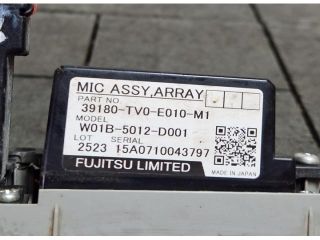 MIC ASSY,ARRAY
PART NO.
39180-TV0-E010-M1
MODEL
W01B-5012-D001
LOT SERIAL
2523 15A0710043797
FUJITSU LIMITED
MADE IN JAPAN